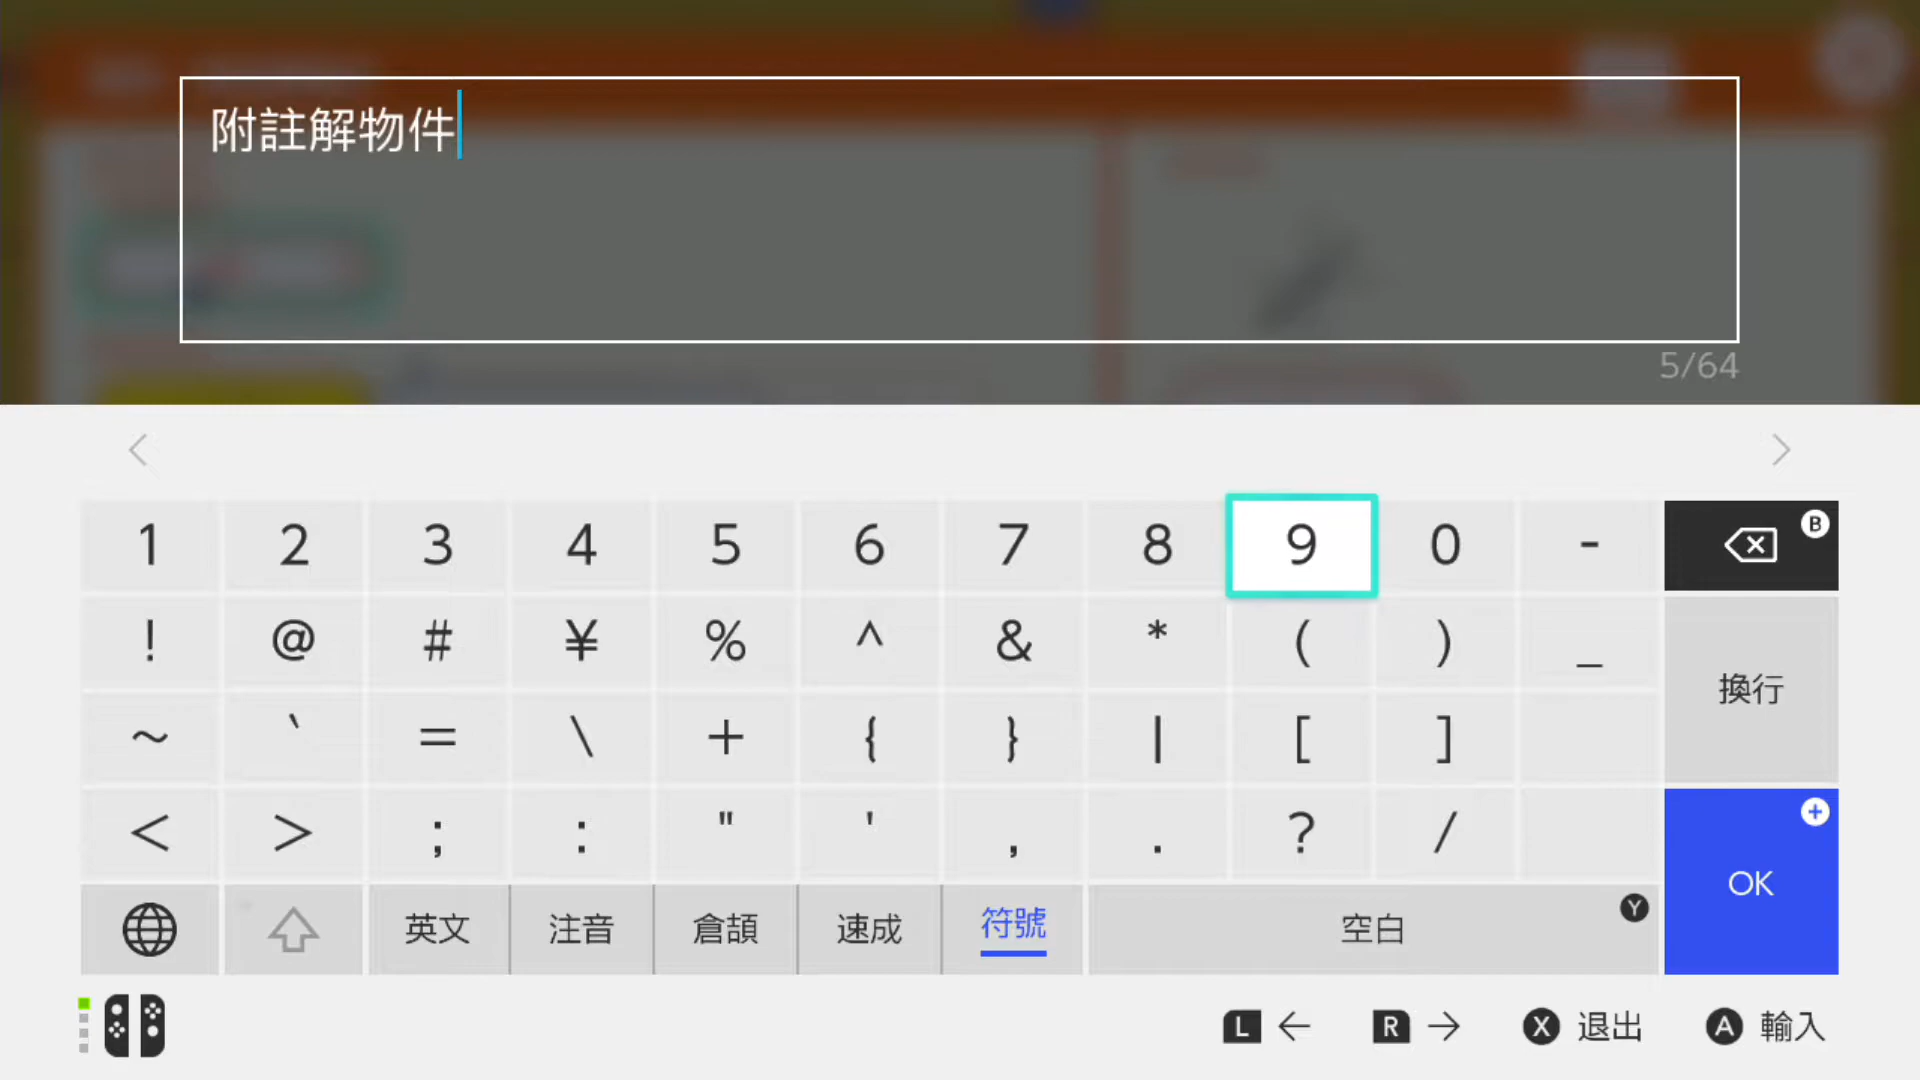 附註解物件
5/64
1 2 3 4 5 6 7 8 9 0 - B
! @ # ¥ % ^ & * ( ) _ 換行
~ ` = \ + { } | [ ]
< > ; : " ' , . ? / + OK
英文 注音 倉頡 速成 符號 空白 Y
L ← R → X 退出 A 輸入